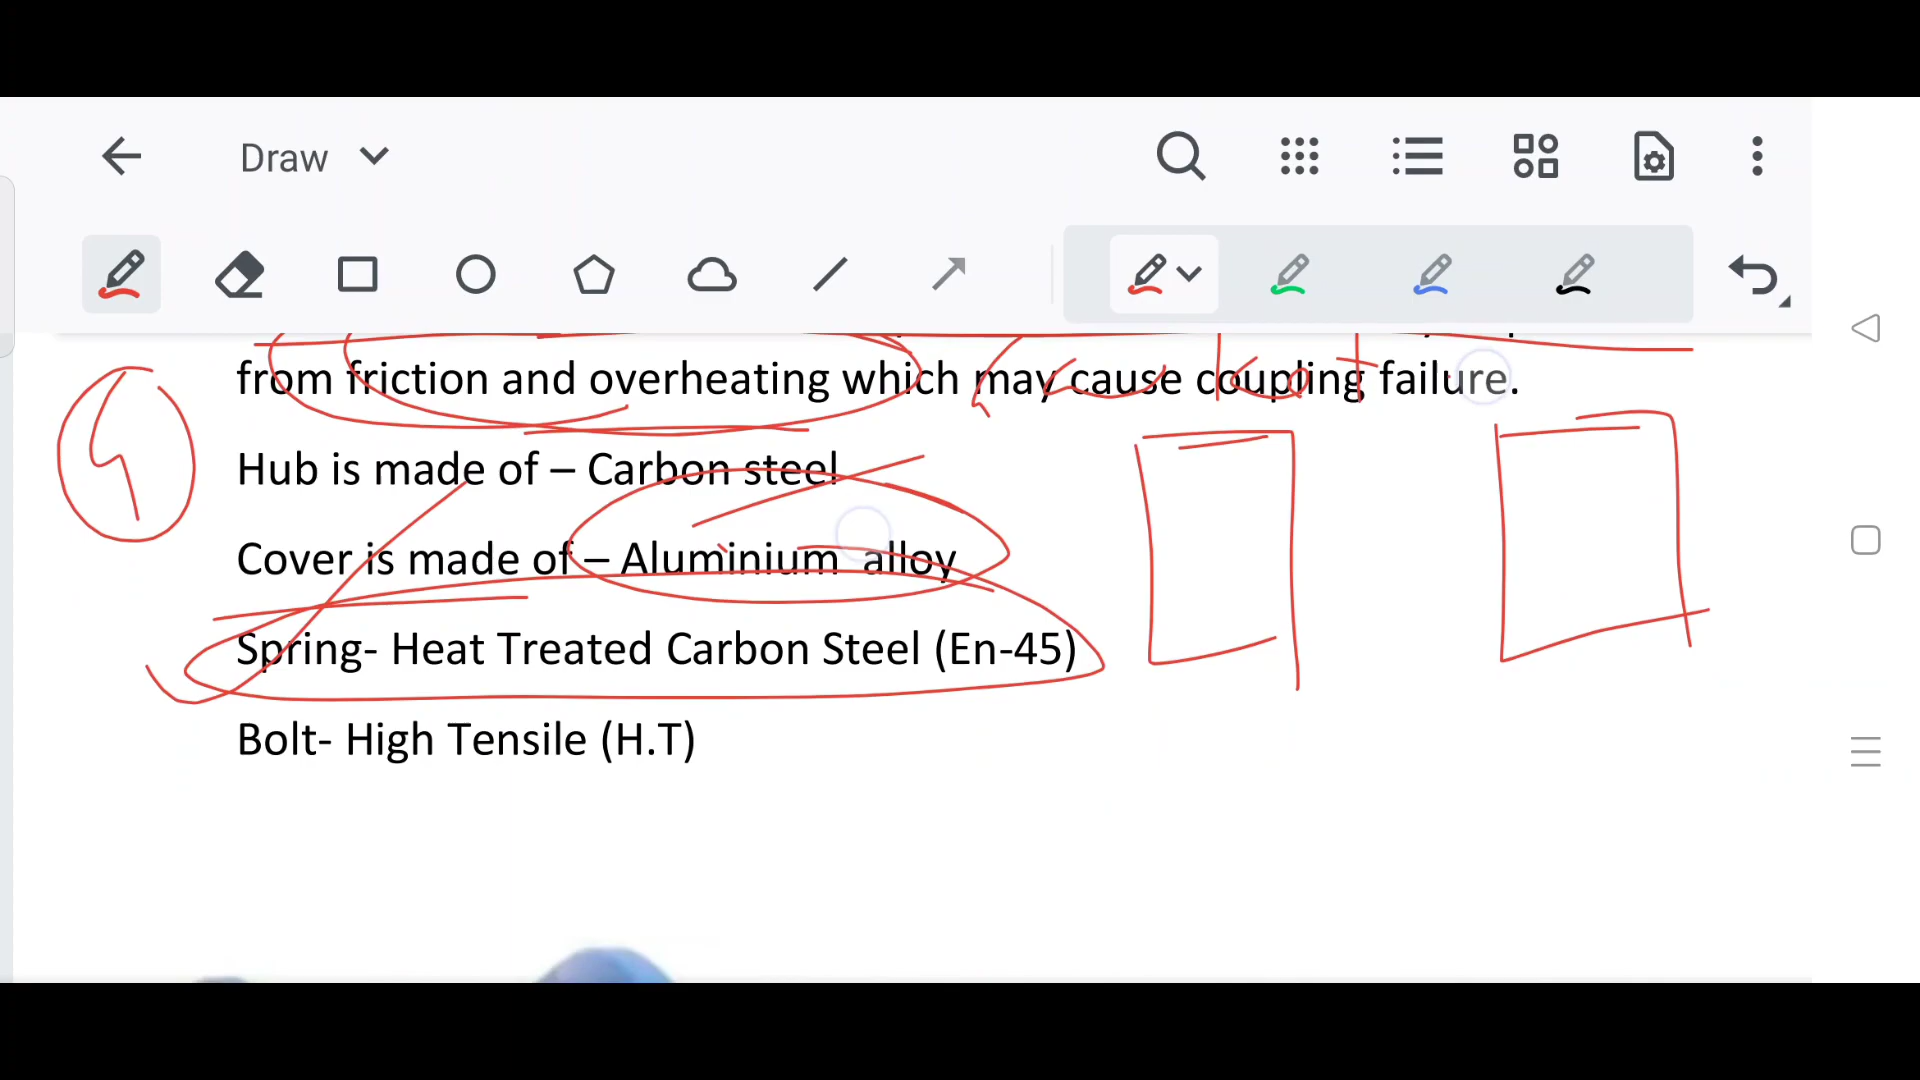 Draw
from friction and overheating which may cause coupling failure.
Hub is made of – Carbon steel
Cover is made of – Aluminium alloy
Spring- Heat Treated Carbon Steel (En-45)
Bolt- High Tensile (H.T)